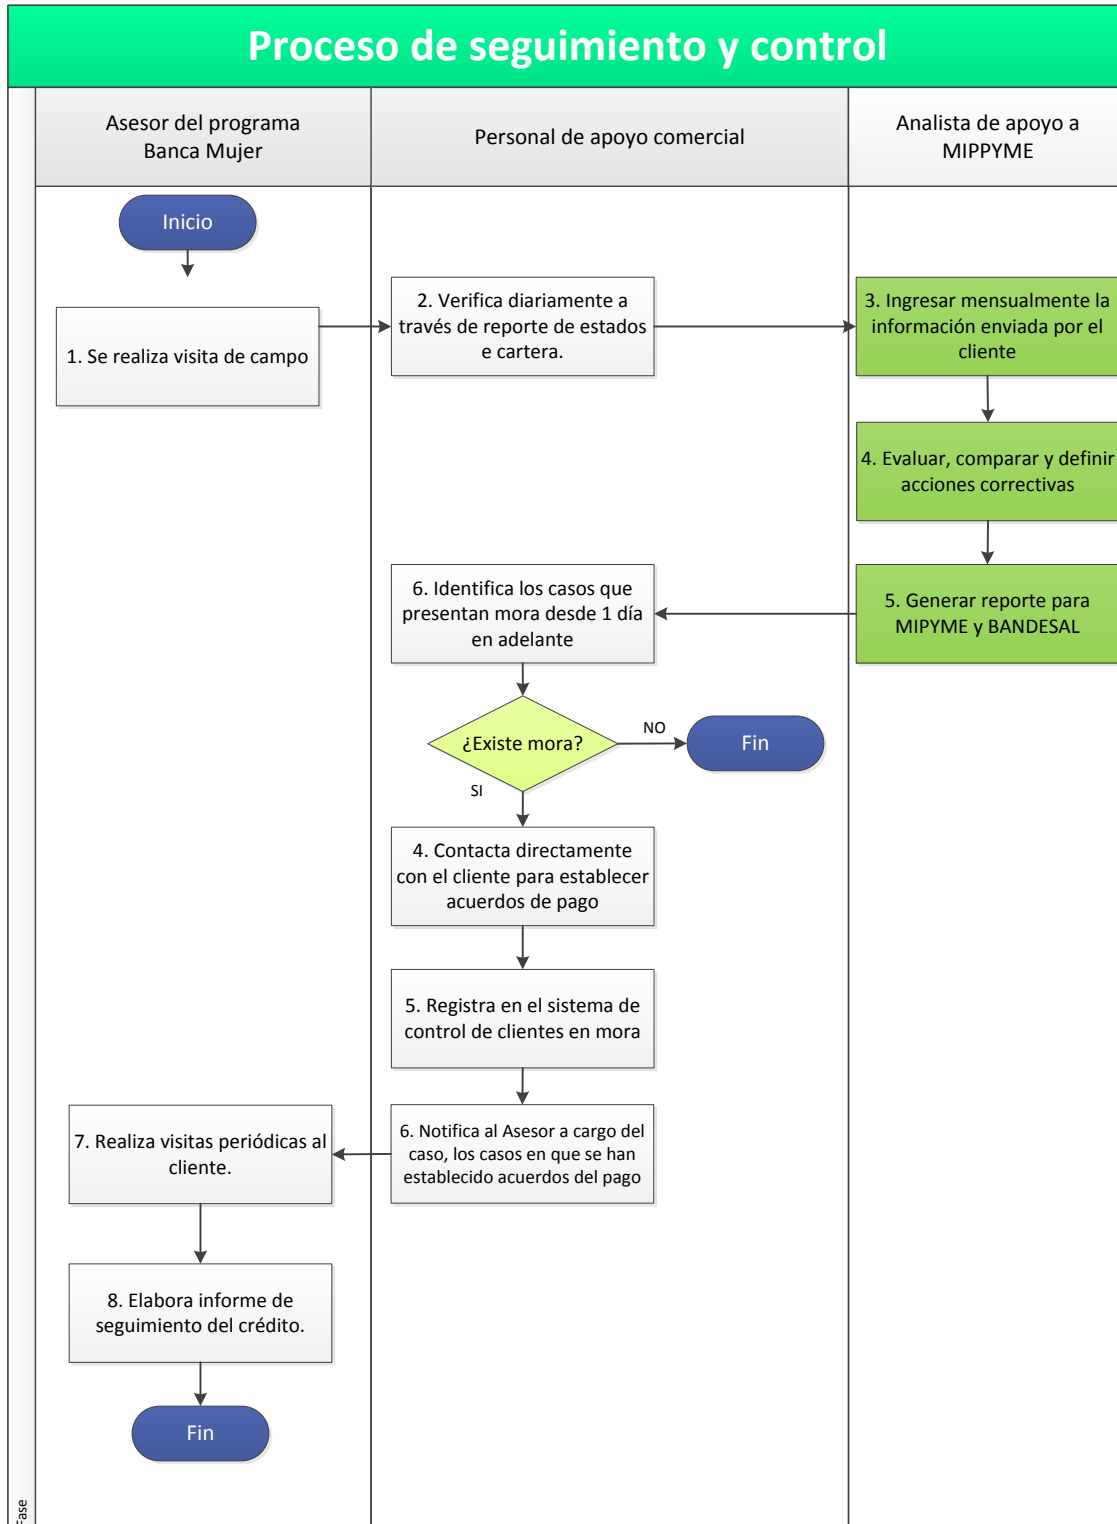 Proceso de seguimiento y control
Asesor del programa
Banca Mujer
Personal de apoyo comercial
Analista de apoyo a
MIPPYME
Inicio
1. Se realiza visita de campo
2. Verifica diariamente a
través de reporte de estados
e cartera.
3. Ingresar mensualmente la
información enviada por el
cliente
4. Evaluar, comparar y definir
acciones correctivas
5. Generar reporte para
MIPYME y BANDESAL
6. Identifica los casos que
presentan mora desde 1 día
en adelante
¿Existe mora?
NO
Fin
SI
4. Contacta directamente
con el cliente para establecer
acuerdos de pago
5. Registra en el sistema de
control de clientes en mora
6. Notifica al Asesor a cargo del
caso, los casos en que se han
establecido acuerdos del pago
7. Realiza visitas periódicas al
cliente.
8. Elabora informe de
seguimiento del crédito.
Fin
Fase